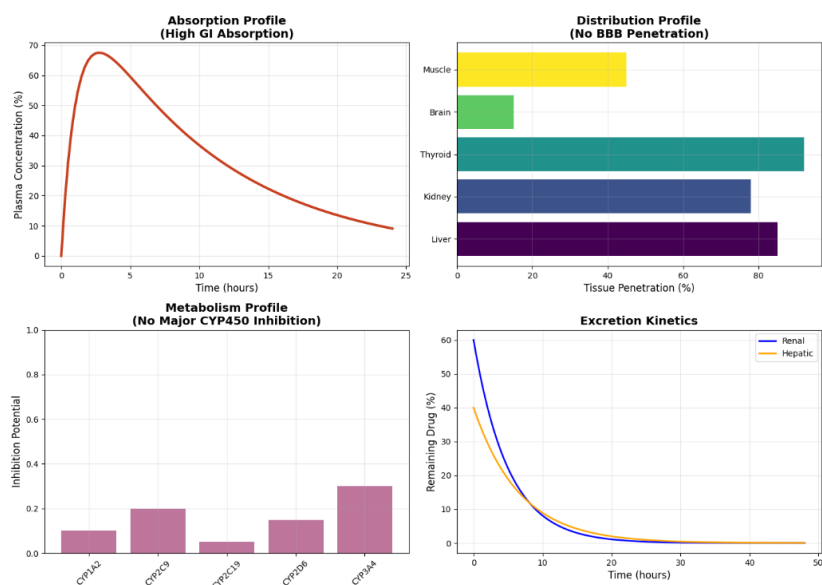 Absorption Profile
(High GI Absorption)
Plasma Concentration (%)
70
60
50
40
30
20
10
0
0 5 10 15 20 25
Time (hours)
Distribution Profile
(No BBB Penetration)
Muscle
Brain
Thyroid
Kidney
Liver
0 20 40 60 80
Tissue Penetration (%)
Metabolism Profile
(No Major CYP450 Inhibition)
Inhibition Potential
1.0
0.8
0.6
0.4
0.2
0.0
CYP1A2 CYP2C9 CYP2C19 CYP2D6 CYP3A4
Excretion Kinetics
Renal
Hepatic
Remaining Drug (%)
60
50
40
30
20
10
0
0 10 20 30 40 50
Time (hours)